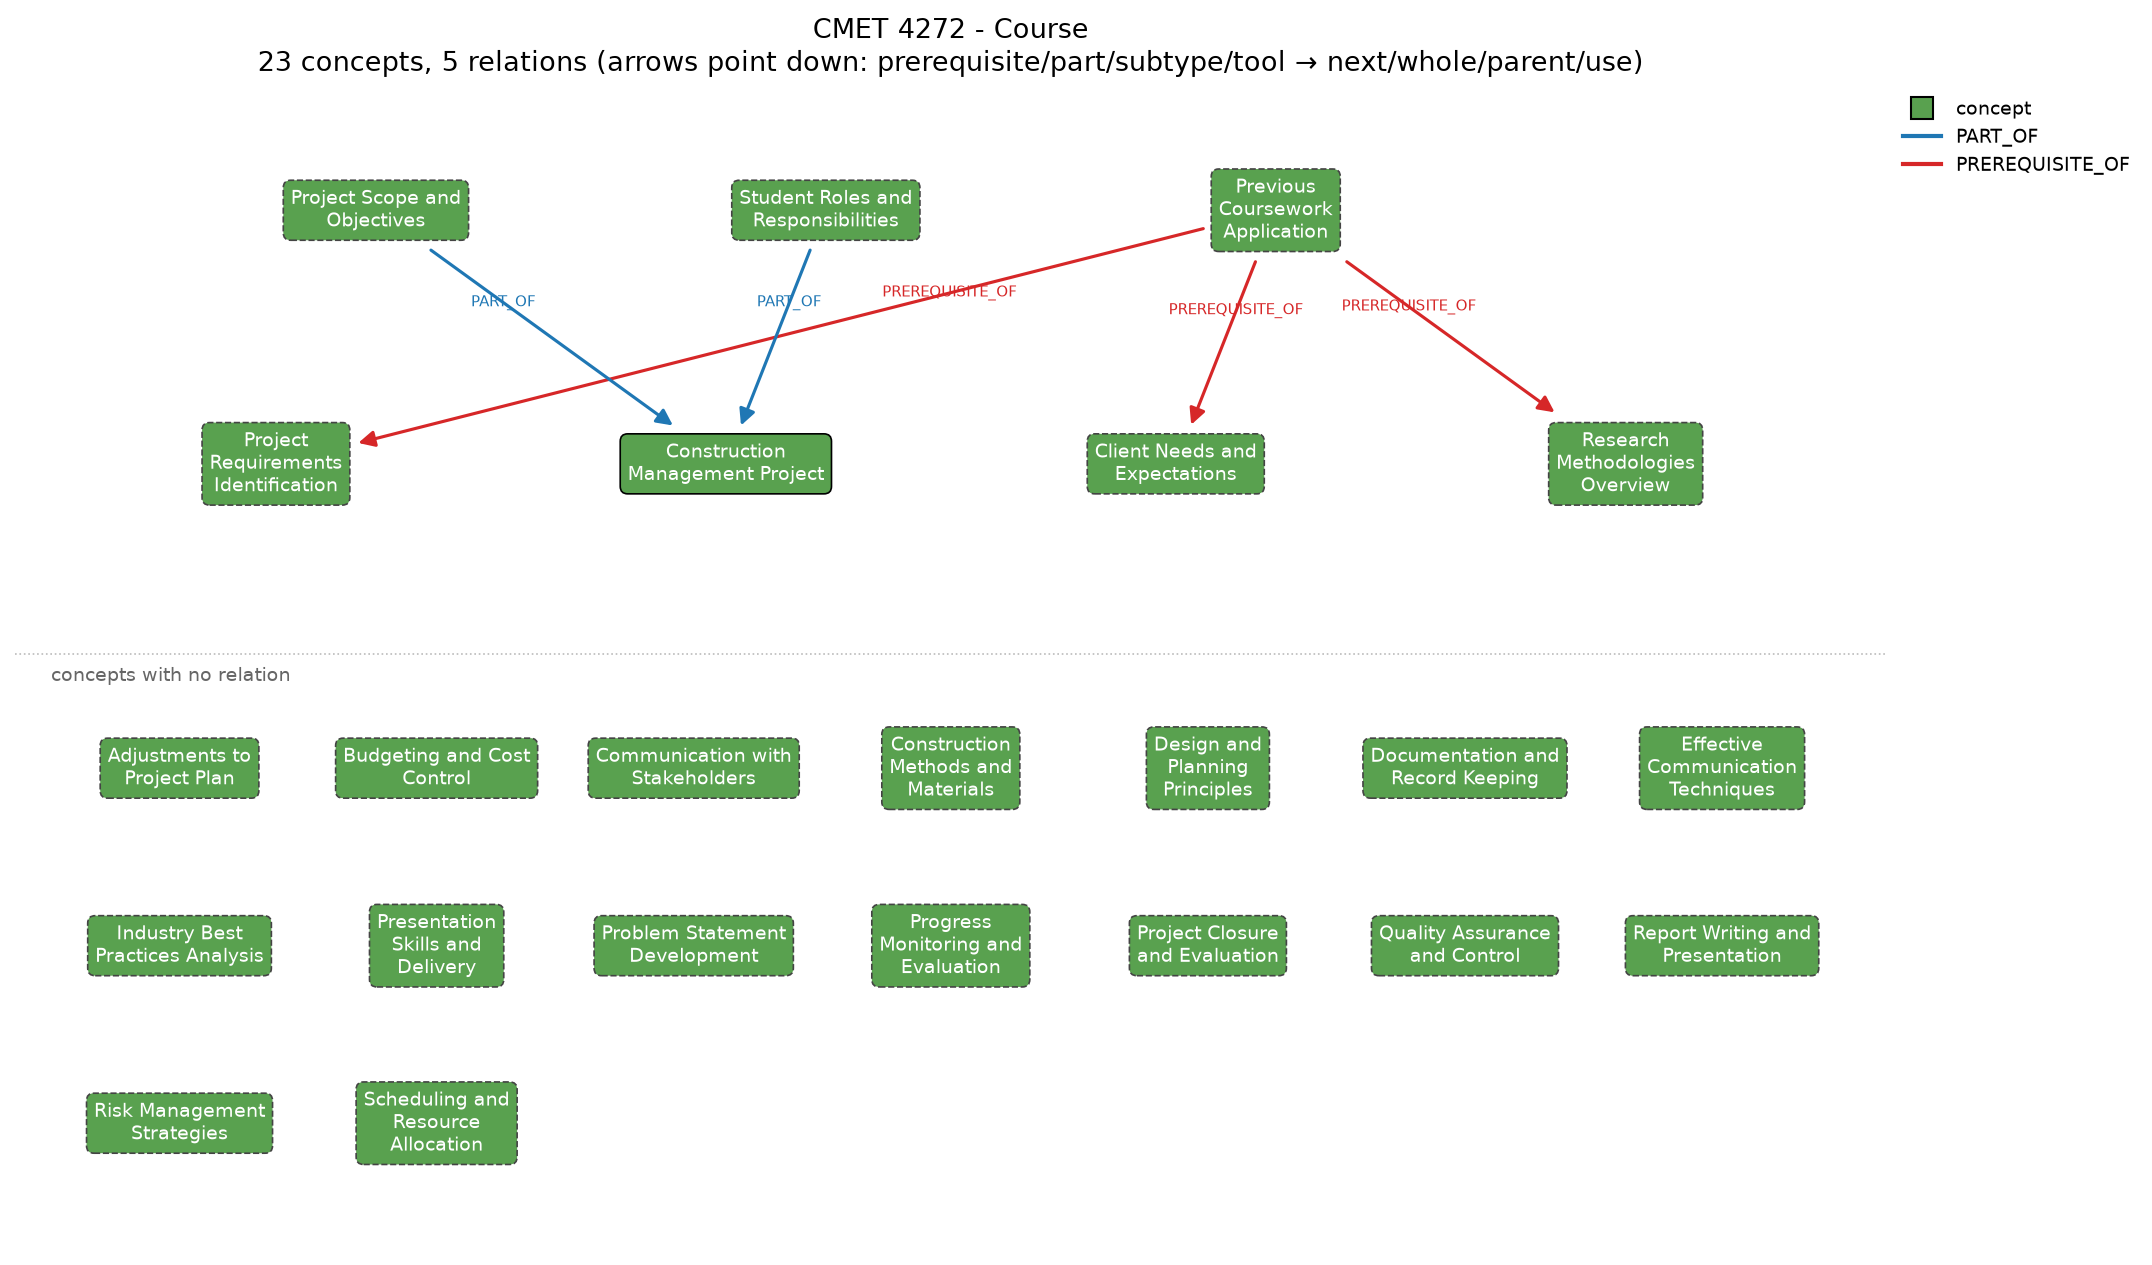 CMET 4272 - Course
23 concepts, 5 relations (arrows point down: prerequisite/part/subtype/tool → next/whole/parent/use)
concept
PART_OF
PREREQUISITE_OF
Project Scope and
Objectives
Student Roles and
Responsibilities
Previous
Coursework
Application
PART_OF
PART_OF
PREREQUISITE_OF
PREREQUISITE_OF
PREREQUISITE_OF
Project
Requirements
Identification
Construction
Management Project
Client Needs and
Expectations
Research
Methodologies
Overview
concepts with no relation
Adjustments to
Project Plan
Budgeting and Cost
Control
Communication with
Stakeholders
Construction
Methods and
Materials
Design and
Planning
Principles
Documentation and
Record Keeping
Effective
Communication
Techniques
Industry Best
Practices Analysis
Presentation
Skills and
Delivery
Problem Statement
Development
Progress
Monitoring and
Evaluation
Project Closure
and Evaluation
Quality Assurance
and Control
Report Writing and
Presentation
Risk Management
Strategies
Scheduling and
Resource
Allocation